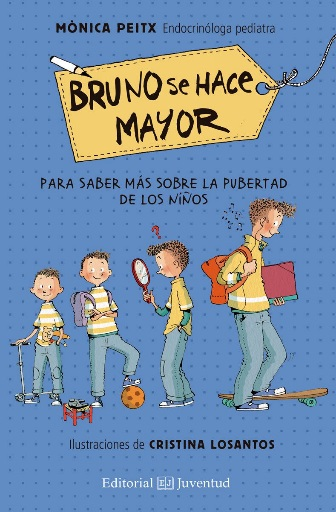 MÒNICA PEITX Endocrinóloga pediatra
BRUNO se HACe
MAYOR
PARA SABER MÁS SOBRE LA PUBERTAD
DE LOS NIÑOS
?
Ilustraciones de CRISTINA LOSANTOS
Editorial EJ Juventud